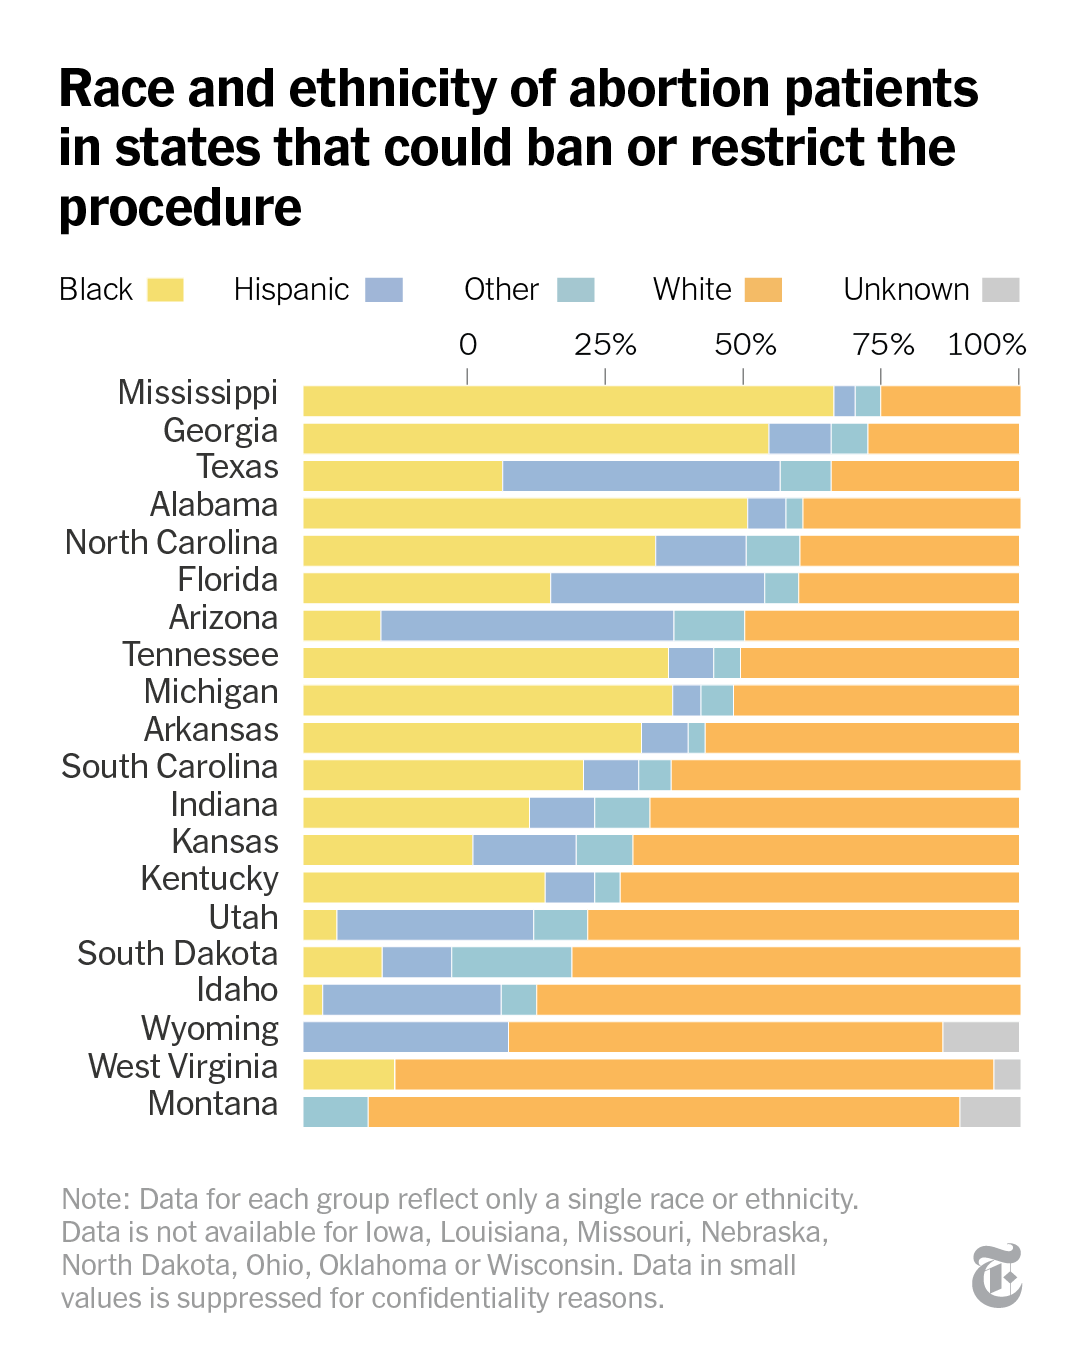 Race and ethnicity of abortion patients
in states that could ban or restrict the
procedure
Black Hispanic Other White Unknown
0 25% 50% 75% 100%
Mississippi
Georgia
Texas
Alabama
North Carolina
Florida
Arizona
Tennessee
Michigan
Arkansas
South Carolina
Indiana
Kansas
Kentucky
Utah
South Dakota
Idaho
Wyoming
West Virginia
Montana
Note: Data for each group reflect only a single race or ethnicity.
Data is not available for Iowa, Louisiana, Missouri, Nebraska,
North Dakota, Ohio, Oklahoma or Wisconsin. Data in small
values is suppressed for confidentiality reasons.
T